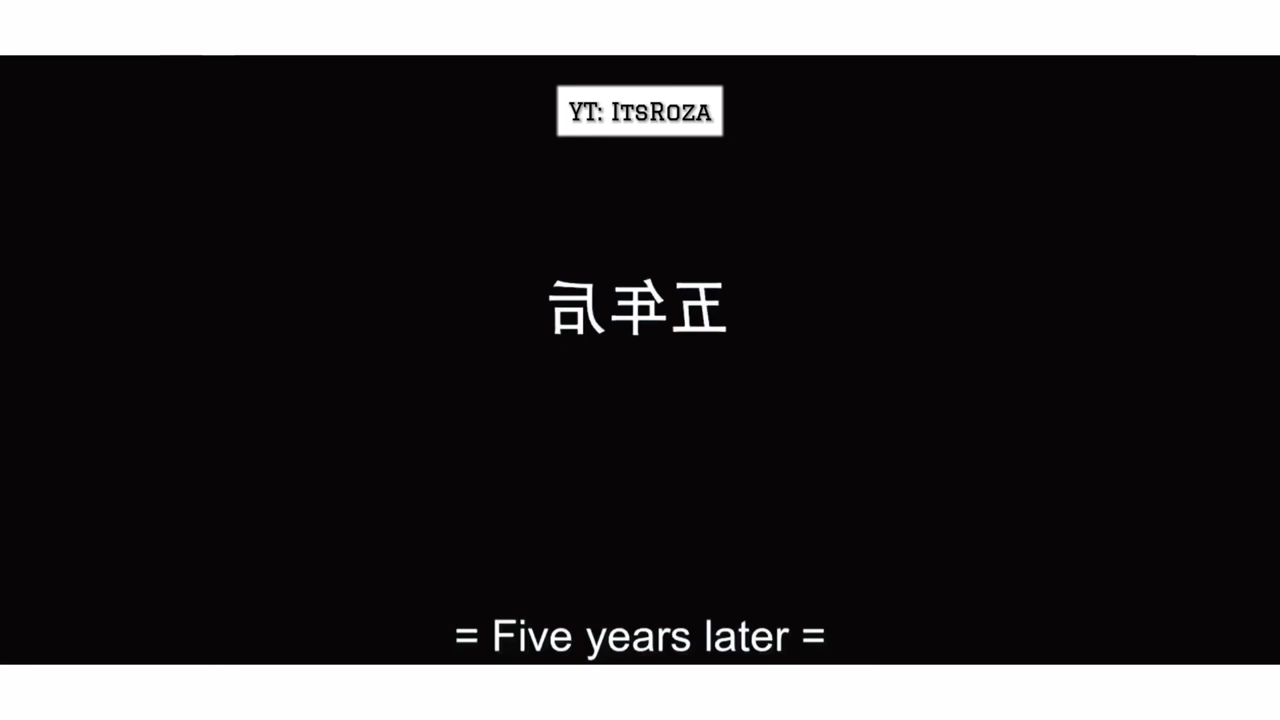 YT: ItsRoza
五年后
= Five years later =